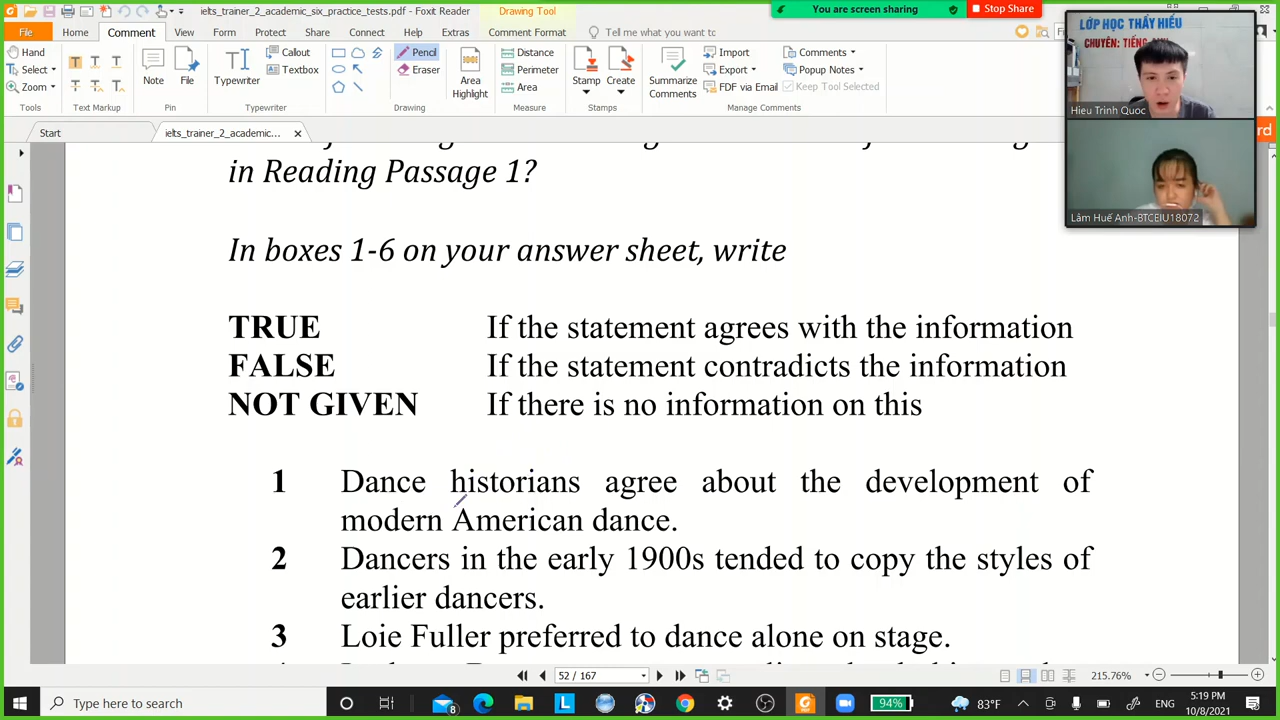 ielts_trainer_2_academic_six_practice_tests.pdf - Foxit Reader
Drawing Tool
You are screen sharing
Stop Share
File
Home
Comment
View
Form
Protect
Share
Connect
Help
Extras
Comment Format
Tell me what you want tc
Hand
Select
Zoom
Tools
Text Markup
Note
File
Pin
Typewriter
Callout
Textbox
Typewriter
Pencil
Eraser
Drawing
Area Highlight
Distance
Perimeter
Area
Measure
Stamp
Create
Stamps
Summarize Comments
Import
Export
FDF via Email
Comments
Popup Notes
Keep Tool Selected
Manage Comments
LỚP HỌC THẦY HIẾU
CHUYÊN: TIẾNG ANH
Hieu Trinh Quoc
Lâm Huế Anh-BTCEIU18072
Start
ielts_trainer_2_academic...
in Reading Passage 1?
In boxes 1-6 on your answer sheet, write
TRUE If the statement agrees with the information
FALSE If the statement contradicts the information
NOT GIVEN If there is no information on this
1 Dance historians agree about the development of
modern American dance.
2 Dancers in the early 1900s tended to copy the styles of
earlier dancers.
3 Loie Fuller preferred to dance alone on stage.
52 / 167
215.76%
Type here to search
8
94%
83°F
ENG
5:19 PM
10/8/2021